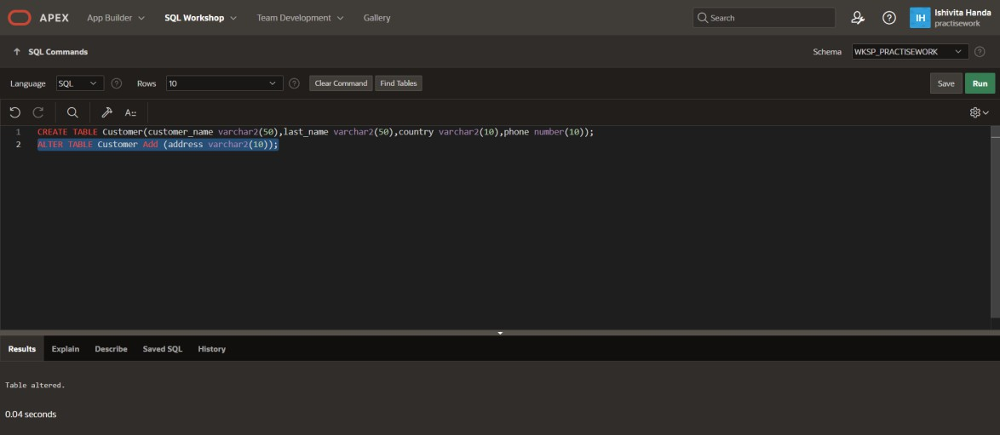 APEX App Builder SQL Workshop Team Development Gallery Search IH Ishivita Handa
practisework
SQL Commands Schema WKSP_PRACTISEWORK
Language SQL Rows 10 Clear Command Find Tables Save Run
1 CREATE TABLE Customer(customer_name varchar2(50),last_name varchar2(50),country varchar2(10),phone number(10));
2 ALTER TABLE Customer Add (address varchar2(10));
Results Explain Describe Saved SQL History
Table altered.
0.04 seconds